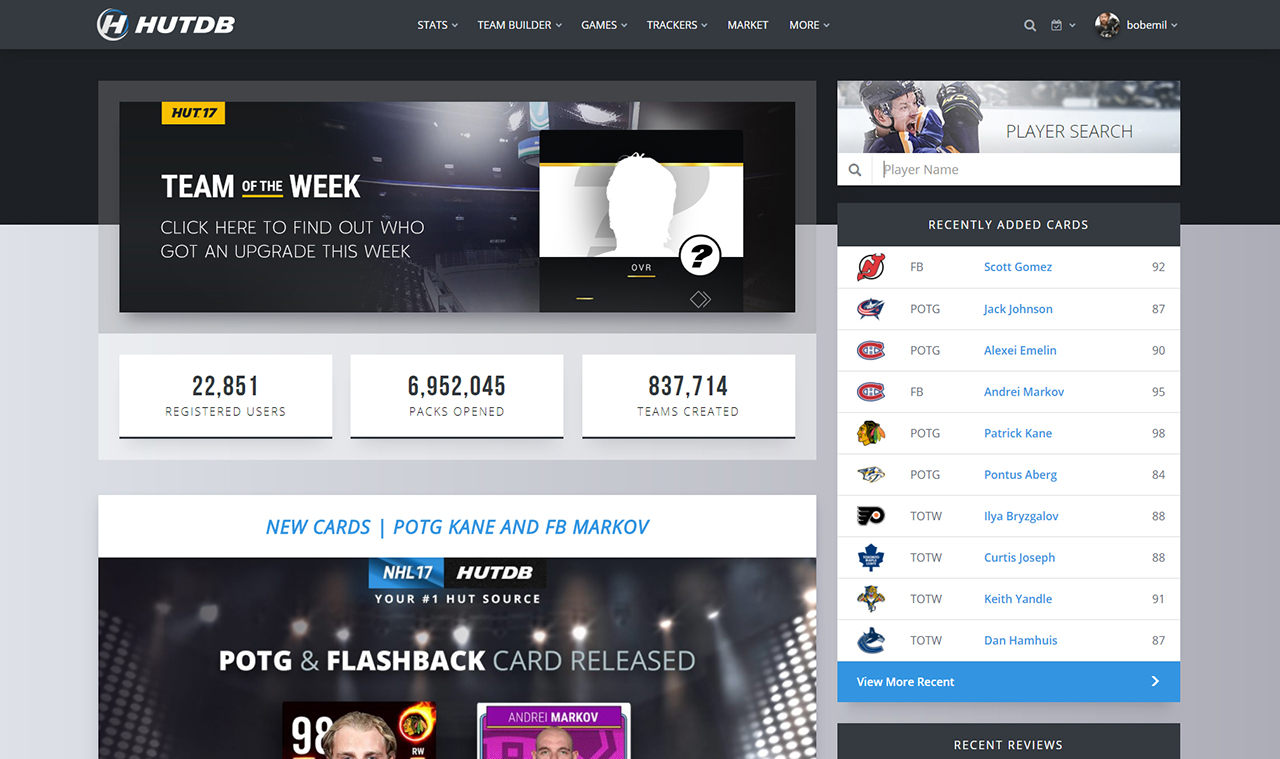 HUTDB
STATS
TEAM BUILDER
GAMES
TRACKERS
MARKET
MORE
bobemil
HUT 17
TEAM OF THE WEEK
CLICK HERE TO FIND OUT WHO
GOT AN UPGRADE THIS WEEK
?
OVR
22,851
REGISTERED USERS
6,952,045
PACKS OPENED
837,714
TEAMS CREATED
NEW CARDS | POTG KANE AND FB MARKOV
NHL 17 HUTDB
YOUR #1 HUT SOURCE
POTG & FLASHBACK CARD RELEASED
98
RW
ANDREI MARKOV
PLAYER SEARCH
Player Name
RECENTLY ADDED CARDS
FB Scott Gomez 92
POTG Jack Johnson 87
POTG Alexei Emelin 90
FB Andrei Markov 95
POTG Patrick Kane 98
POTG Pontus Aberg 84
TOTW Ilya Bryzgalov 88
TOTW Curtis Joseph 88
TOTW Keith Yandle 91
TOTW Dan Hamhuis 87
View More Recent
RECENT REVIEWS